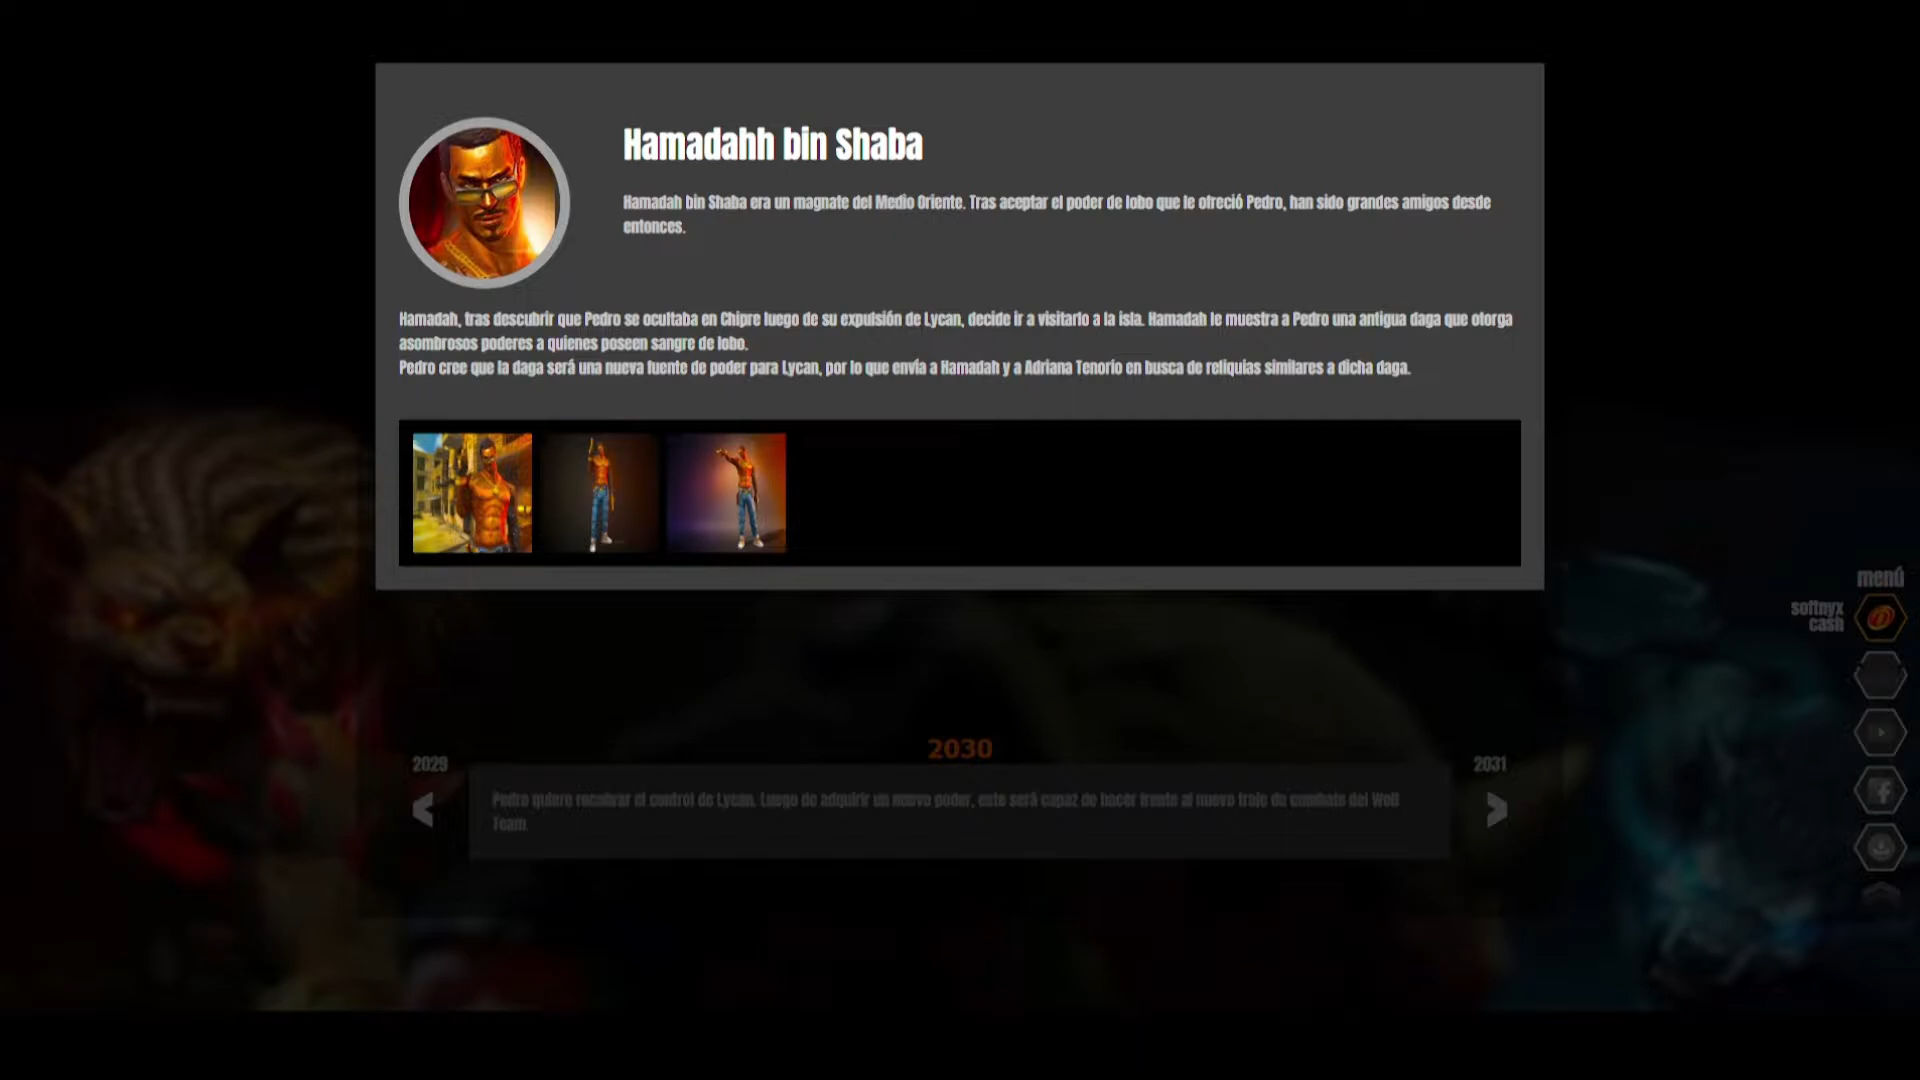 Hamadahh bin Shaba
Hamadah bin Shaba era un magnate del Medio Oriente. Tras aceptar el poder de lobo que le ofreció Pedro, han sido grandes amigos desde
entonces.
Hamadah, tras descubrir que Pedro se ocultaba en Chipre luego de su expulsión de Lycan, decide ir a visitarlo a la isla. Hamadah le muestra a Pedro una antigua daga que otorga
asombrosos poderes a quienes poseen sangre de lobo.
Pedro cree que la daga será una nueva fuente de poder para Lycan, por lo que envía a Hamadah y a Adriana Tenorio en busca de reliquias similares a dicha daga.
menú
softnyx
cash
2029
2030
2031
Pedro quiere recobrar el control de Lycan. Luego de adquirir un nuevo poder, este será capaz de hacer frente al nuevo traje de combate del Wolf
Team